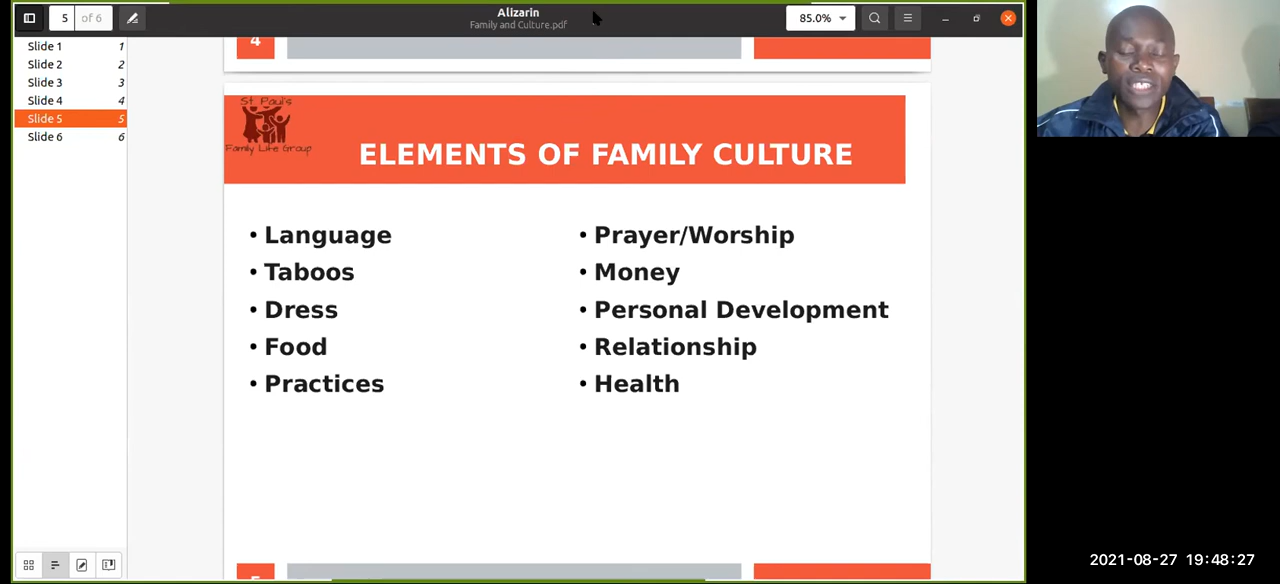 5 of 6
Alizarin
Family and Culture.pdf
85.0%
Slide 1 1
Slide 2 2
Slide 3 3
Slide 4 4
Slide 5 5
Slide 6 6
4
St Paul's
Family Life Group
ELEMENTS OF FAMILY CULTURE
• Language
• Taboos
• Dress
• Food
• Practices
• Prayer/Worship
• Money
• Personal Development
• Relationship
• Health
5
2021-08-27 19:48:27